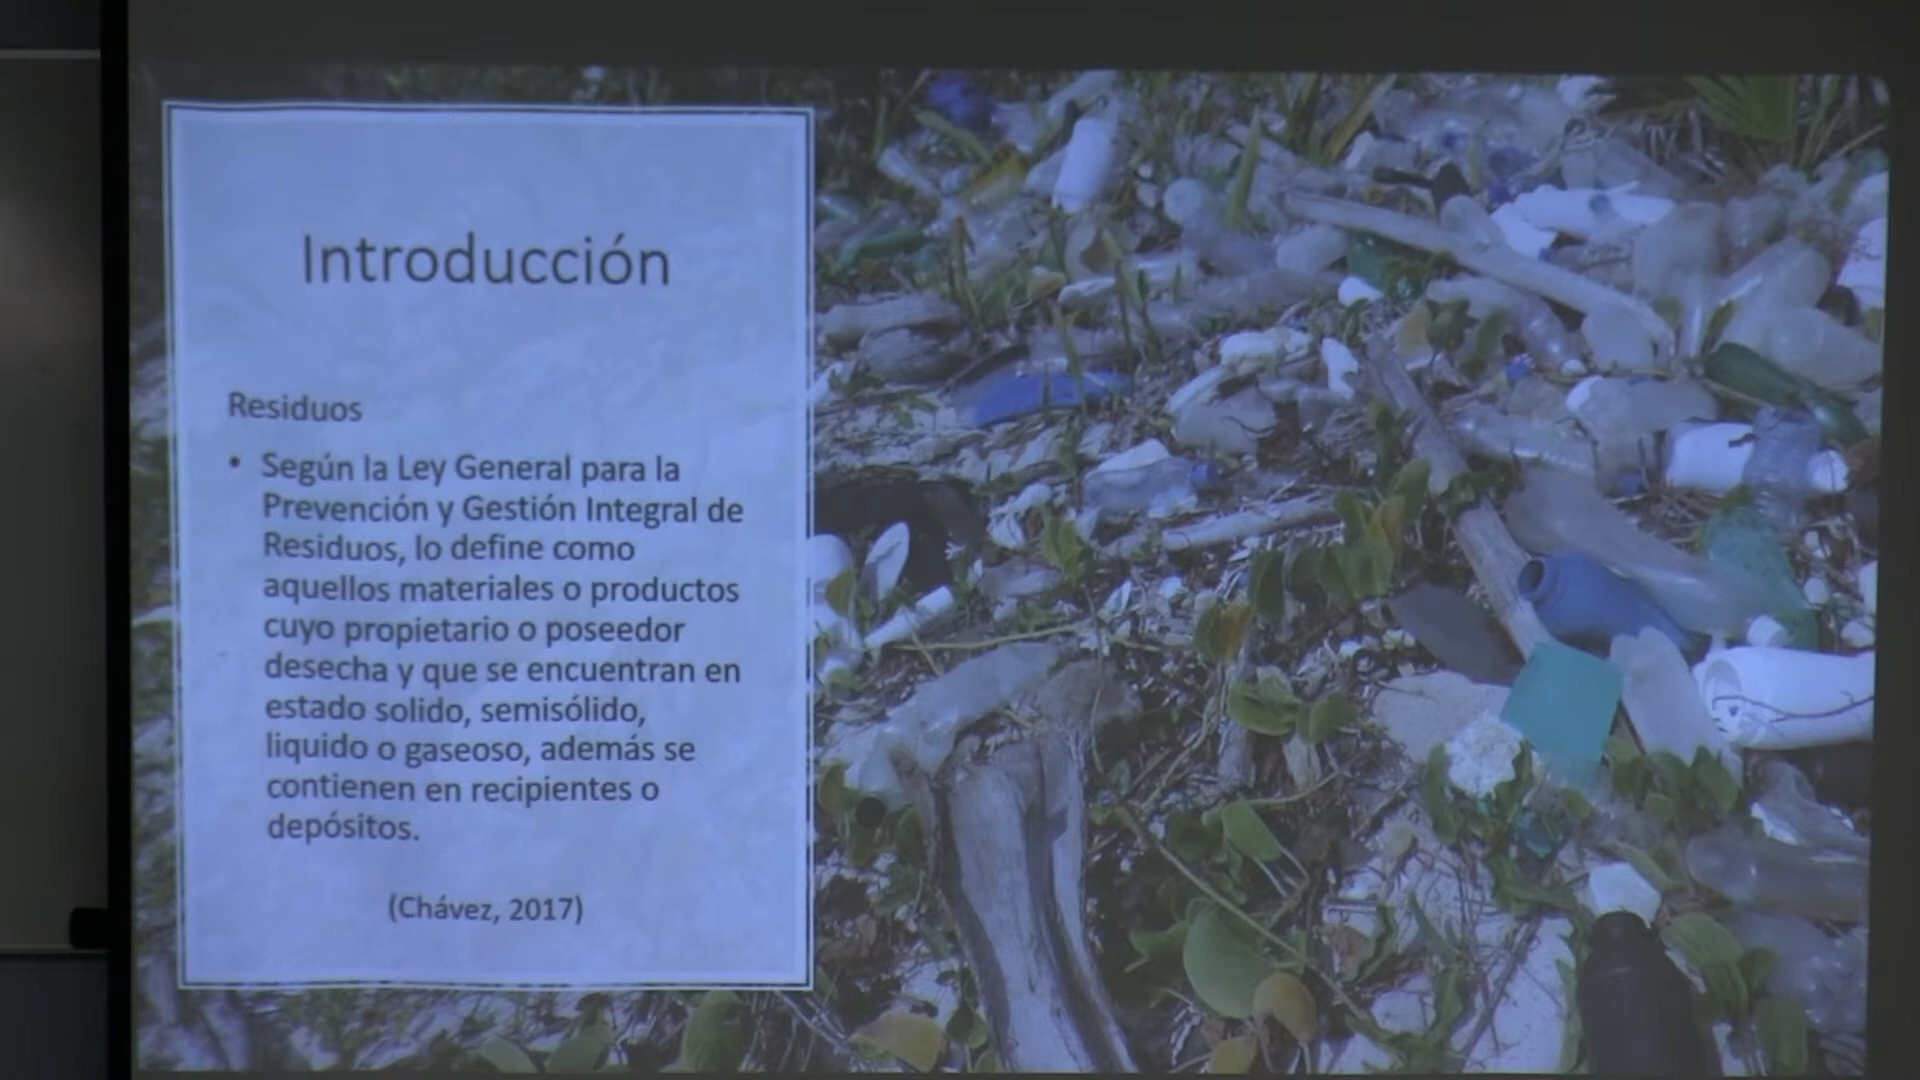 Introducción
Residuos
• Según la Ley General para la
Prevención y Gestión Integral de
Residuos, lo define como
aquellos materiales o productos
cuyo propietario o poseedor
desecha y que se encuentran en
estado solido, semisólido,
liquido o gaseoso, además se
contienen en recipientes o
depósitos.
(Chávez, 2017)